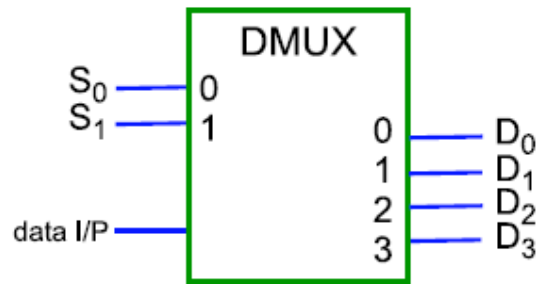 DMUX
S0 0
S1 1
0 D0
1 D1
2 D2
3 D3
data I/P